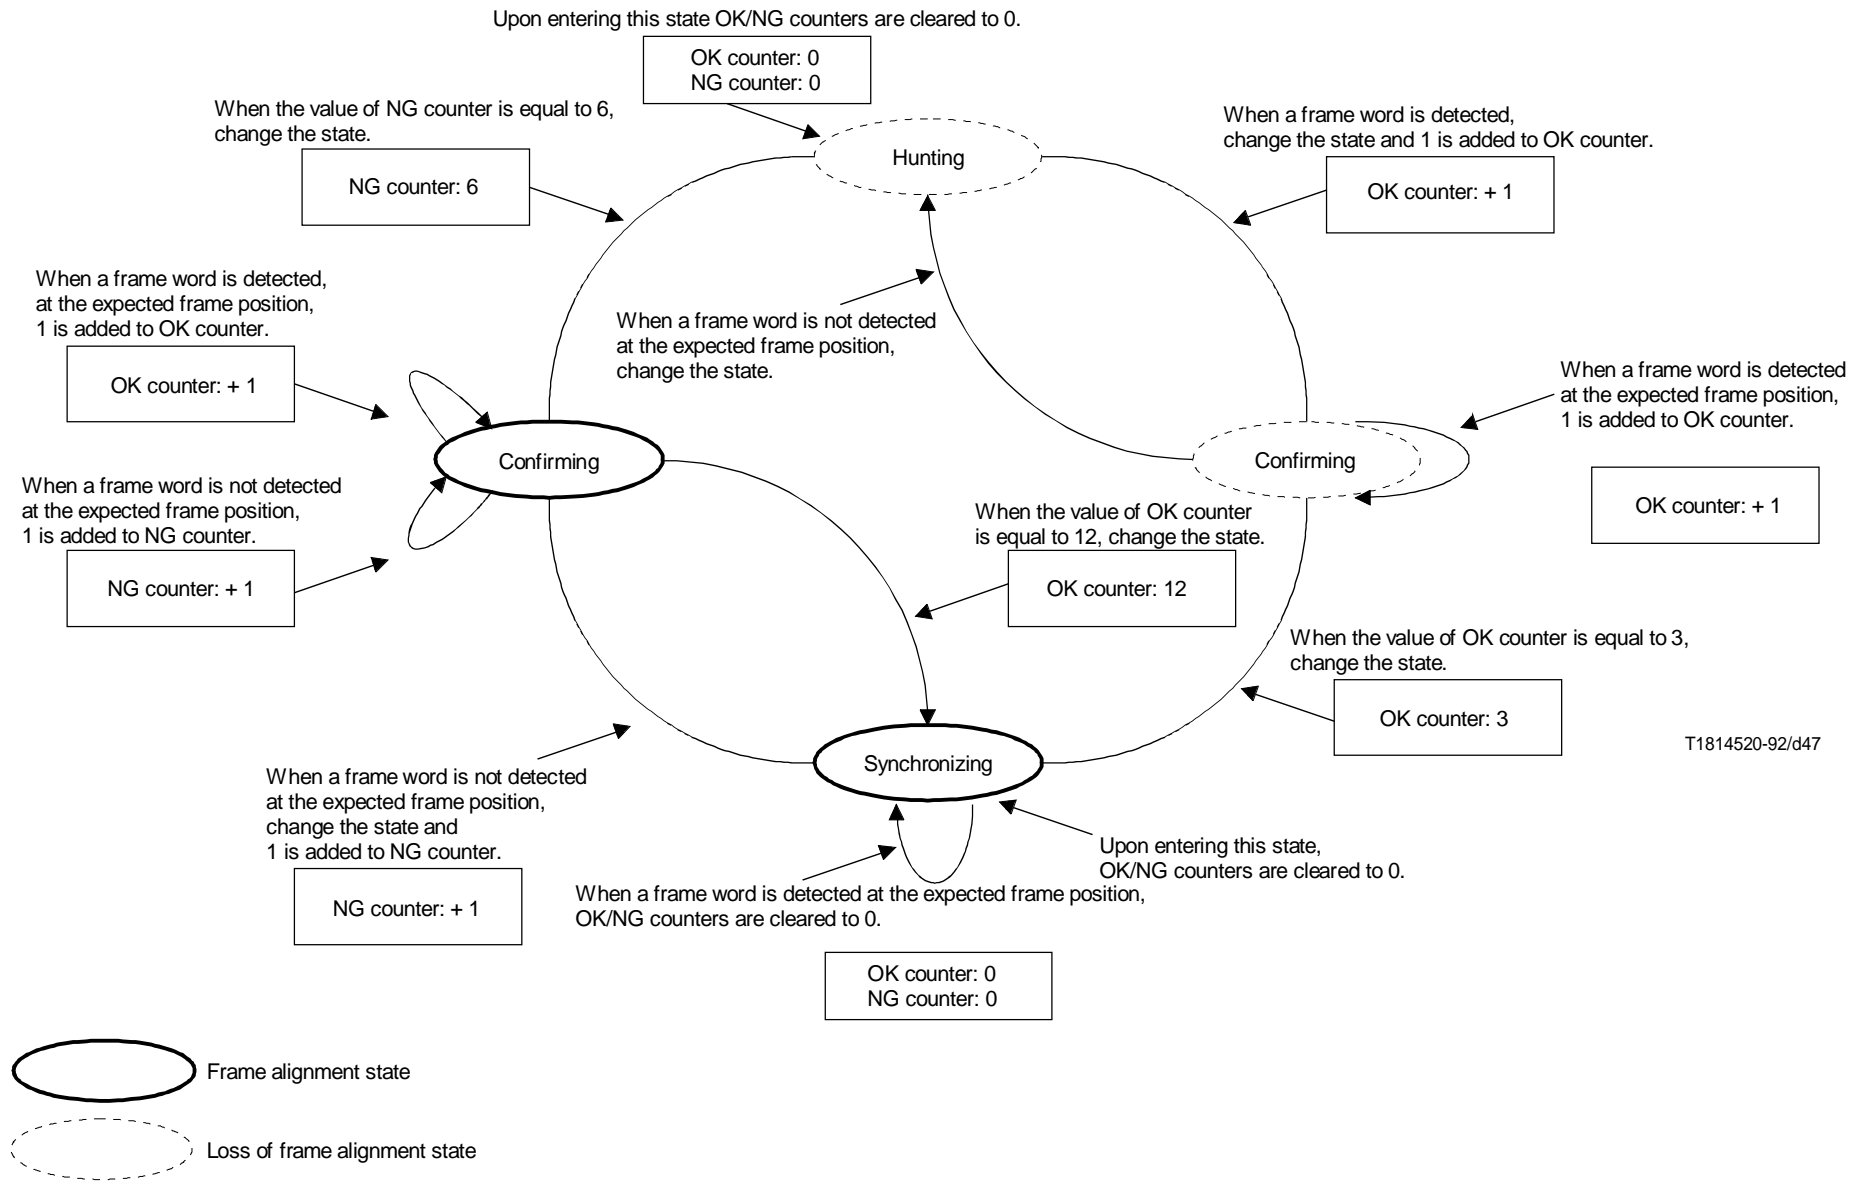 Upon entering this state OK/NG counters are cleared to 0.
OK counter: 0
NG counter: 0
When the value of NG counter is equal to 6,
change the state.
NG counter: 6
Hunting
When a frame word is detected,
change the state and 1 is added to OK counter.
OK counter: + 1
When a frame word is detected,
at the expected frame position,
1 is added to OK counter.
OK counter: + 1
When a frame word is not detected
at the expected frame position,
change the state.
When a frame word is detected
at the expected frame position,
1 is added to OK counter.
OK counter: + 1
Confirming
Confirming
When a frame word is not detected
at the expected frame position,
1 is added to NG counter.
NG counter: + 1
When the value of OK counter
is equal to 12, change the state.
OK counter: 12
When the value of OK counter is equal to 3,
change the state.
OK counter: 3
T1814520-92/d47
Synchronizing
When a frame word is not detected
at the expected frame position,
change the state and
1 is added to NG counter.
NG counter: + 1
Upon entering this state,
OK/NG counters are cleared to 0.
When a frame word is detected at the expected frame position,
OK/NG counters are cleared to 0.
OK counter: 0
NG counter: 0
Frame alignment state
Loss of frame alignment state